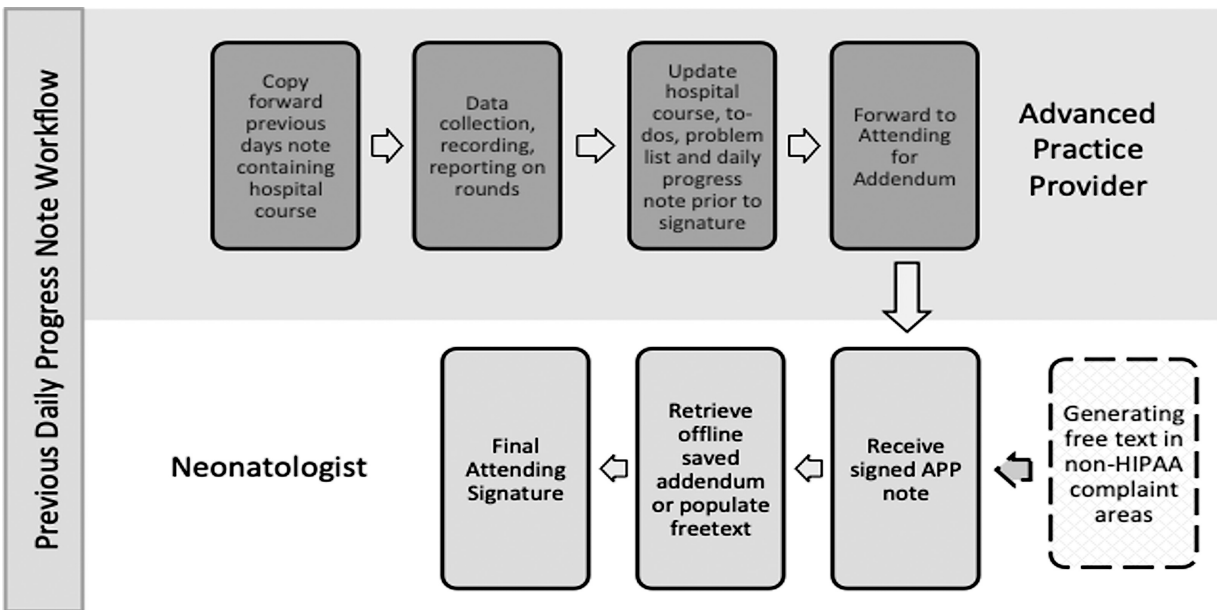 Previous Daily Progress Note Workflow
Copy
forward
previous
days note
containing
hospital
course
Data
collection,
recording,
reporting on
rounds
Update
hospital
course, to-
dos, problem
list and daily
progress
note prior to
signature
Forward to
Attending
for
Addendum
Advanced
Practice
Provider
Neonatologist
Final
Attending
Signature
Retrieve
offline
saved
addendum
or populate
freetext
Receive
signed APP
note
Generating
free text in
non-HIPAA
complaint
areas